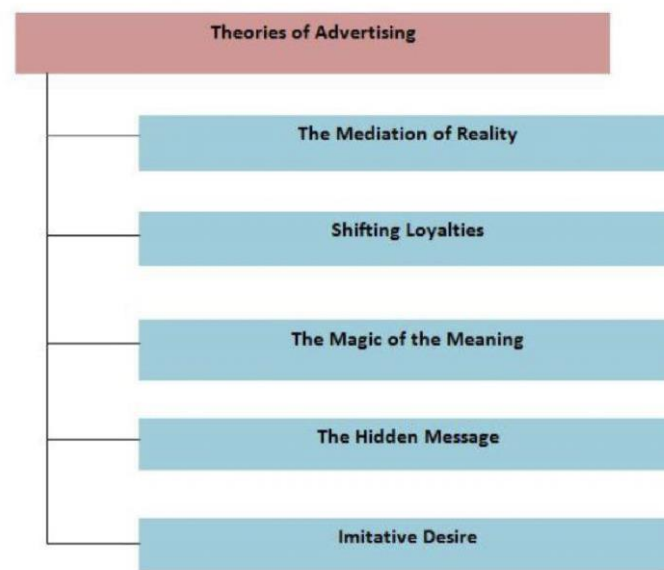 Theories of Advertising
The Mediation of Reality
Shifting Loyalties
The Magic of the Meaning
The Hidden Message
Imitative Desire